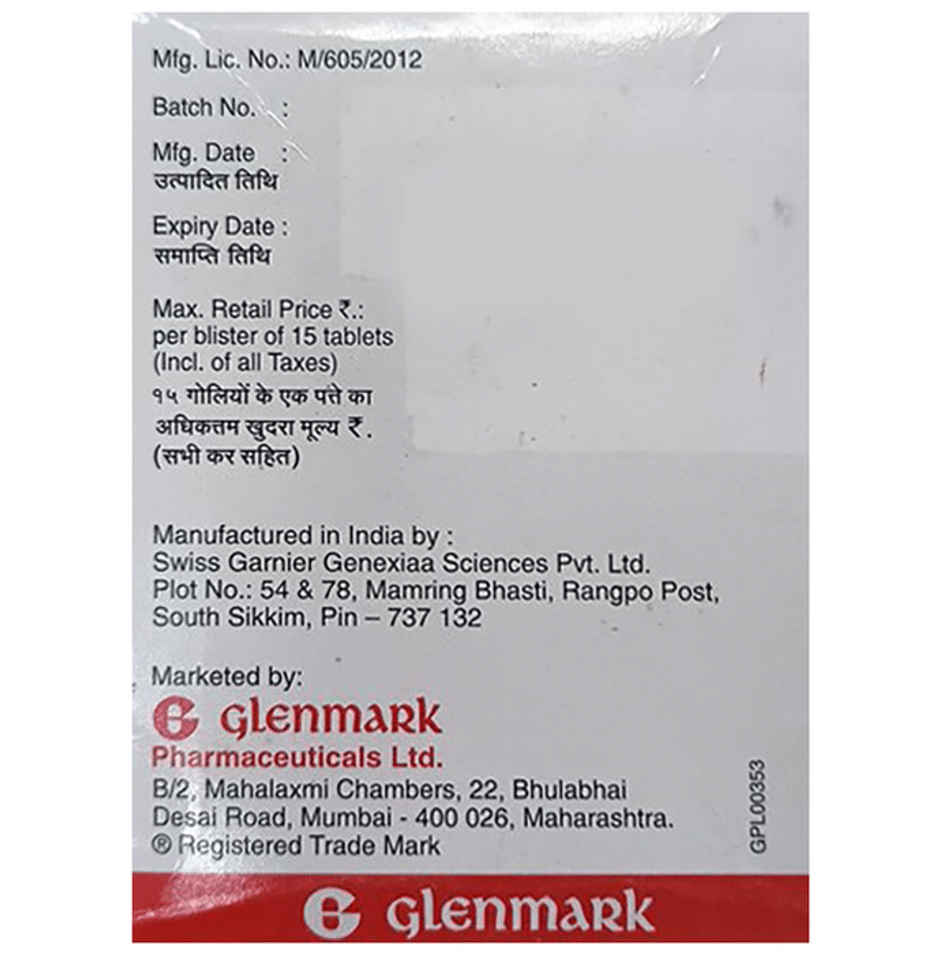 Mfg. Lic. No.: M/605/2012
Batch No. :
Mfg. Date :
उत्पादित तिथि
Expiry Date :
समाप्ति तिथि
Max. Retail Price ₹.:
per blister of 15 tablets
(Incl. of all Taxes)
१५ गोलियों के एक पत्ते का
अधिकत्तम खुदरा मूल्य ₹.
(सभी कर सहित)
Manufactured in India by :
Swiss Garnier Genexiaa Sciences Pvt. Ltd.
Plot No.: 54 & 78, Mamring Bhasti, Rangpo Post,
South Sikkim, Pin – 737 132
Marketed by:
G glenmark
Pharmaceuticals Ltd.
B/2, Mahalaxmi Chambers, 22, Bhulabhai
Desai Road, Mumbai - 400 026, Maharashtra.
® Registered Trade Mark
GPL00353
G glenmark